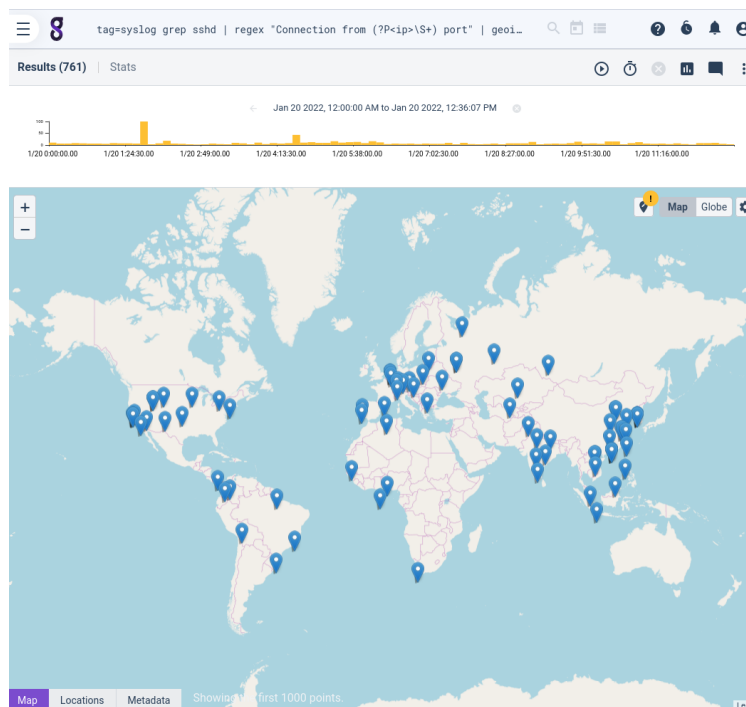 tag=syslog grep sshd | regex "Connection from (?P<ip>\S+) port" | geoi…
Results (761) Stats
Jan 20 2022, 12:00:00 AM to Jan 20 2022, 12:36:07 PM
50
0
1/20 0:00:00.00 1/20 1:24:30.00 1/20 2:49:00.00 1/20 4:13:30.00 1/20 5:38:00.00 1/20 7:02:30.00 1/20 8:27:00.00 1/20 9:51:30.00 1/20 11:16:00.00
+
−
! Map Globe
Map Locations Metadata Showing first 1000 points.
Le